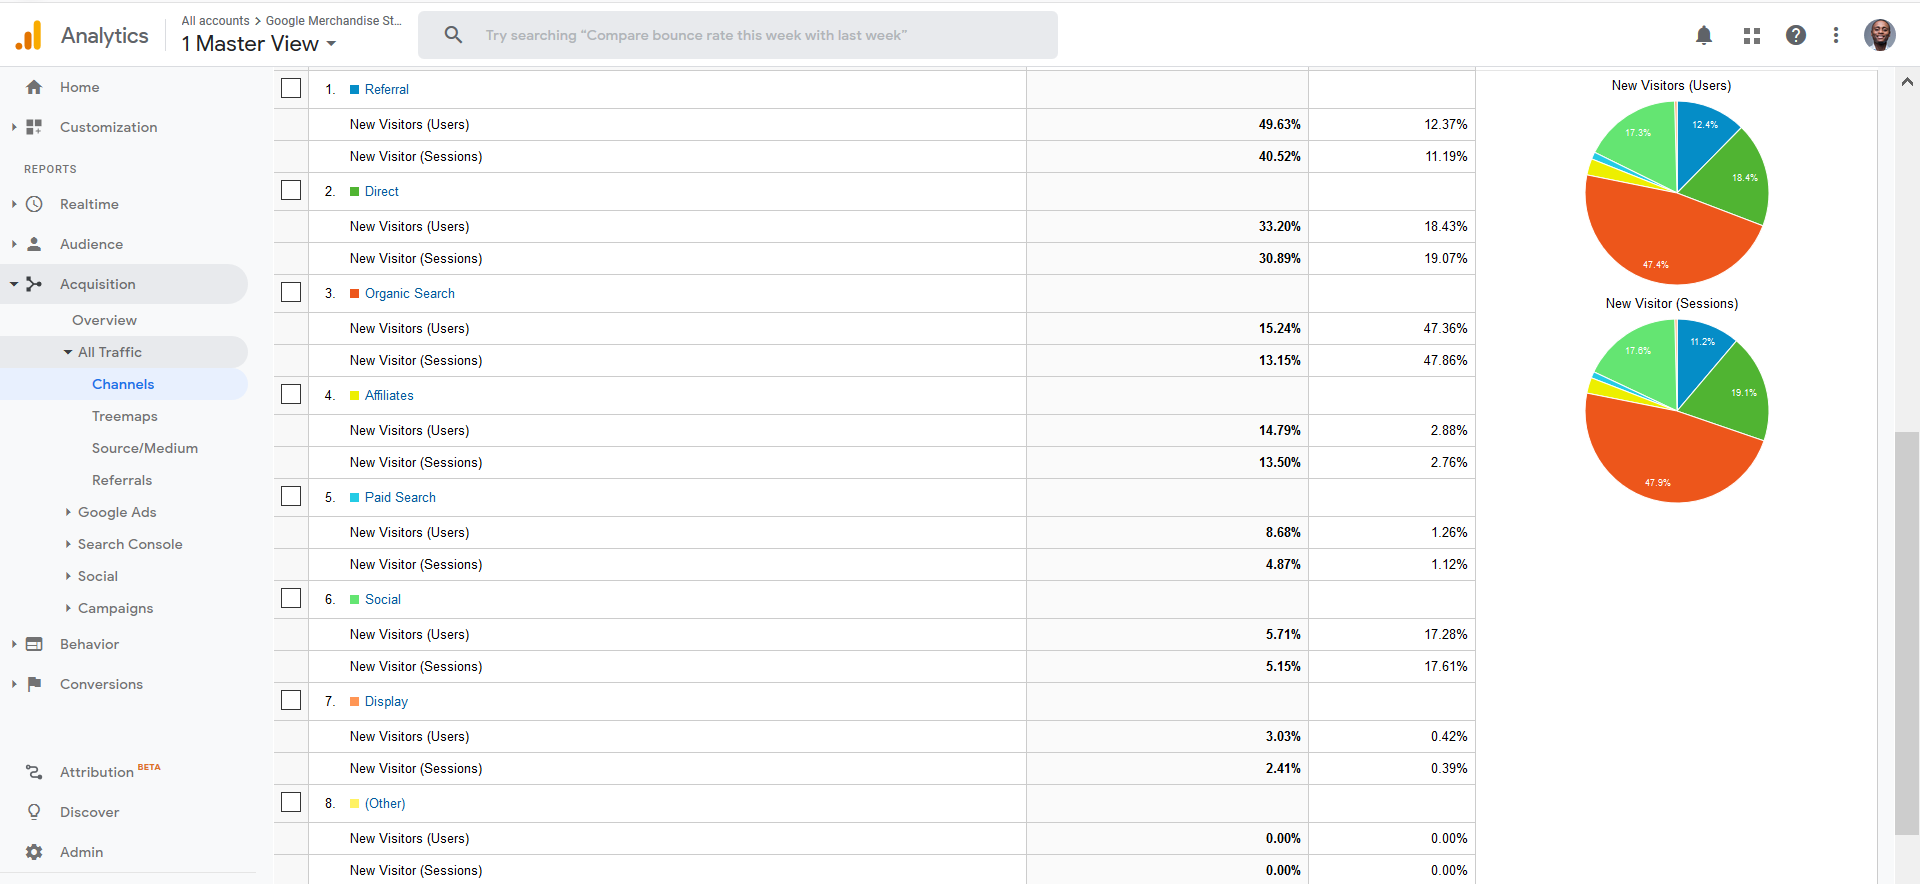 Analytics
All accounts > Google Merchandise St...
1 Master View
Try searching “Compare bounce rate this week with last week”
Home
Customization
REPORTS
Realtime
Audience
Acquisition
Overview
All Traffic
Channels
Treemaps
Source/Medium
Referrals
Google Ads
Search Console
Social
Campaigns
Behavior
Conversions
Attribution BETA
Discover
Admin
1. Referral
New Visitors (Users) 49.63% 12.37%
New Visitor (Sessions) 40.52% 11.19%
2. Direct
New Visitors (Users) 33.20% 18.43%
New Visitor (Sessions) 30.89% 19.07%
3. Organic Search
New Visitors (Users) 15.24% 47.36%
New Visitor (Sessions) 13.15% 47.86%
4. Affiliates
New Visitors (Users) 14.79% 2.88%
New Visitor (Sessions) 13.50% 2.76%
5. Paid Search
New Visitors (Users) 8.68% 1.26%
New Visitor (Sessions) 4.87% 1.12%
6. Social
New Visitors (Users) 5.71% 17.28%
New Visitor (Sessions) 5.15% 17.61%
7. Display
New Visitors (Users) 3.03% 0.42%
New Visitor (Sessions) 2.41% 0.39%
8. (Other)
New Visitors (Users) 0.00% 0.00%
New Visitor (Sessions) 0.00% 0.00%
New Visitors (Users)
12.4%
17.3%
18.4%
47.4%
New Visitor (Sessions)
11.2%
17.6%
19.1%
47.9%